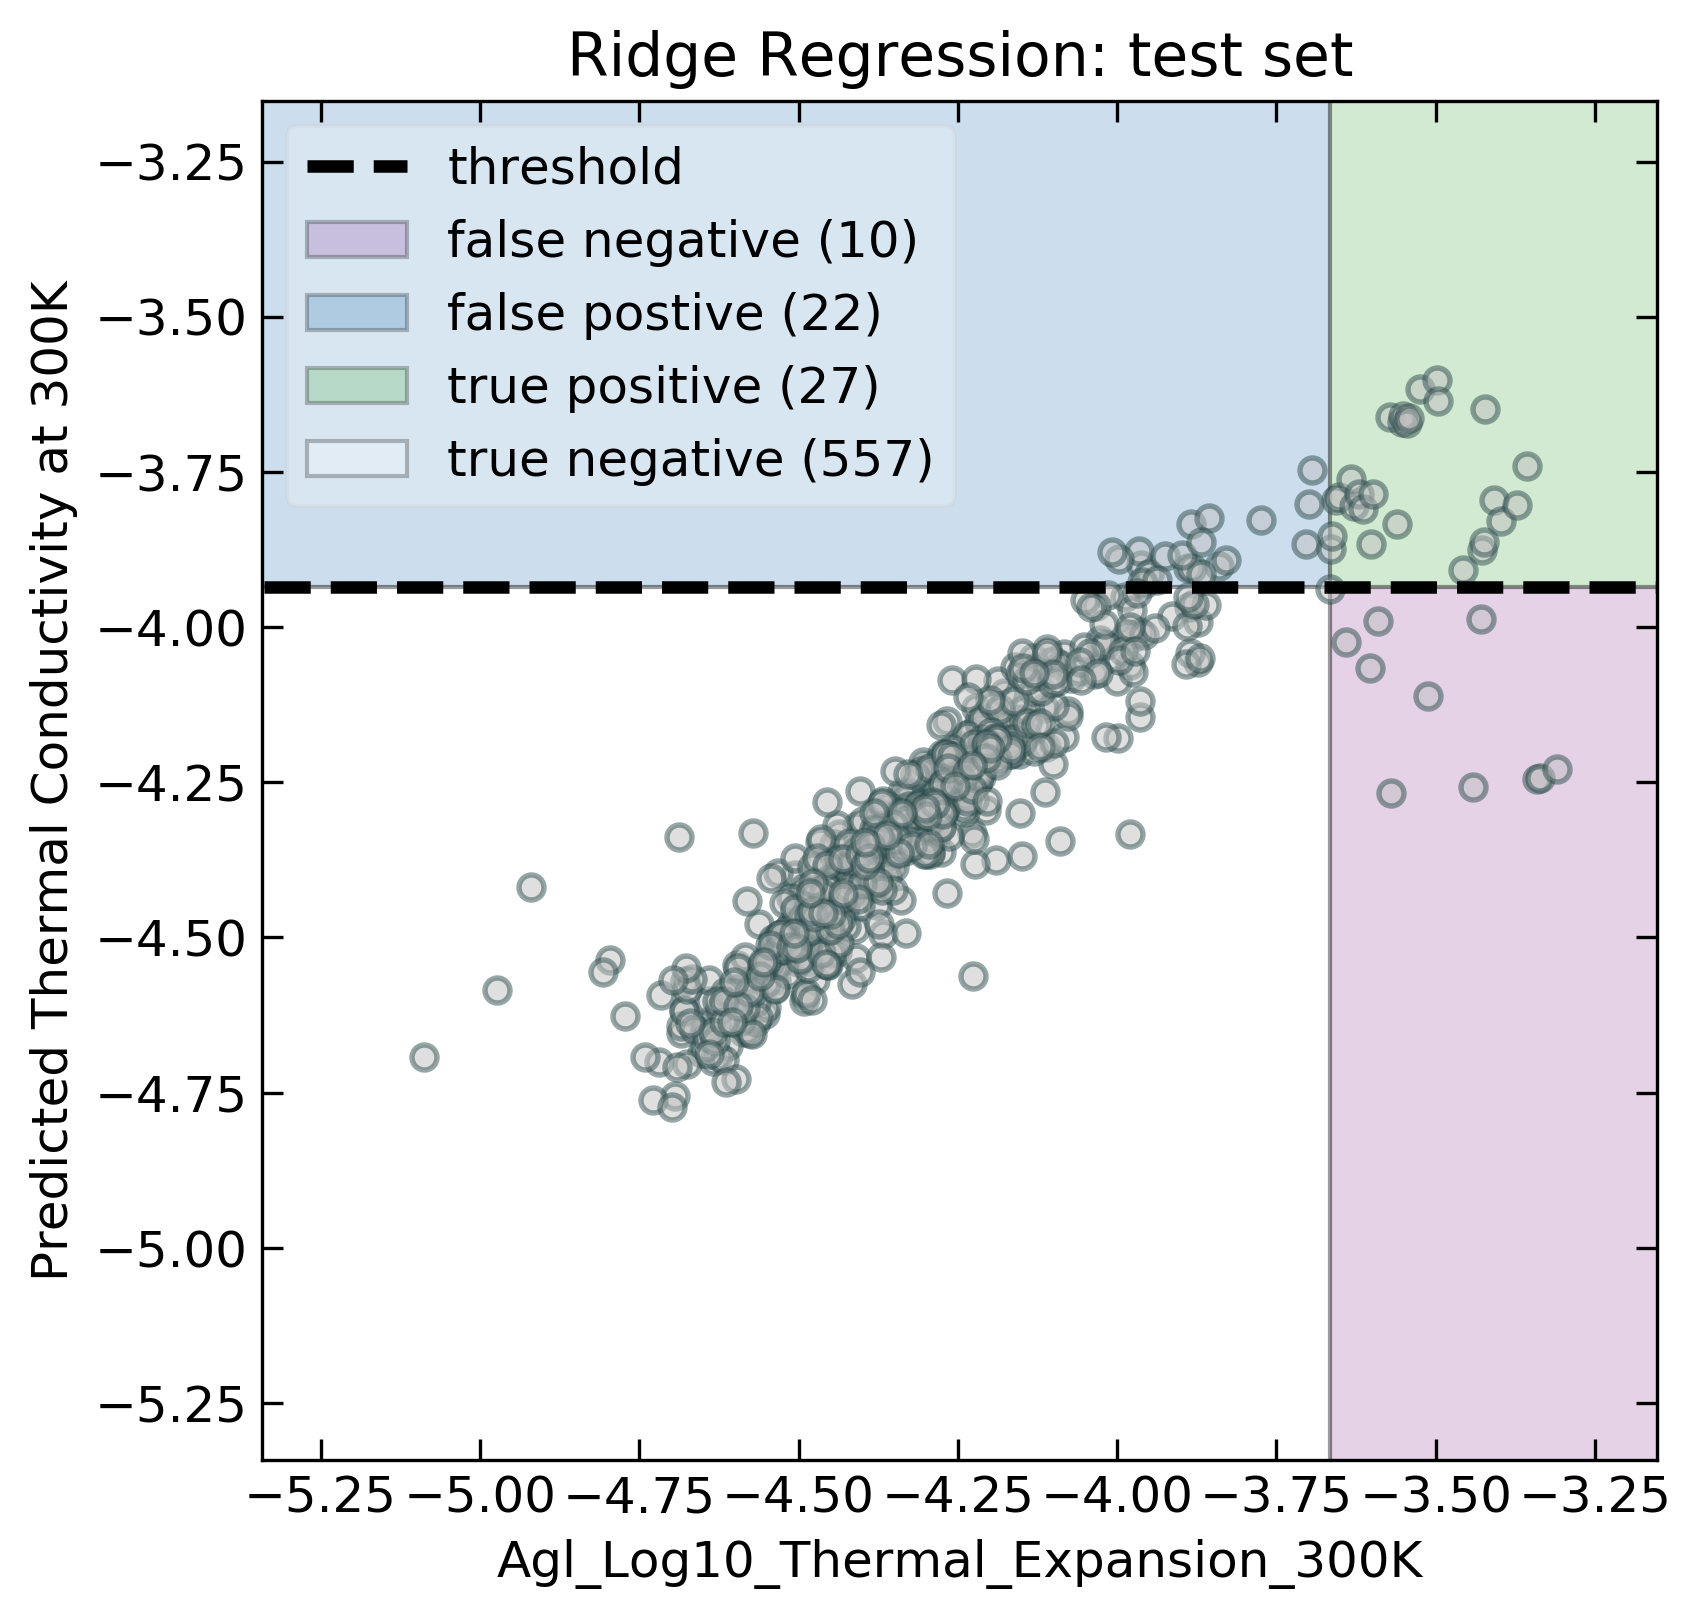 Ridge Regression: test set
threshold
false negative (10)
false postive (22)
true positive (27)
true negative (557)
Predicted Thermal Conductivity at 300K
−3.25
−3.50
−3.75
−4.00
−4.25
−4.50
−4.75
−5.00
−5.25
−5.25 −5.00 −4.75 −4.50 −4.25 −4.00 −3.75 −3.50 −3.25
Agl_Log10_Thermal_Expansion_300K